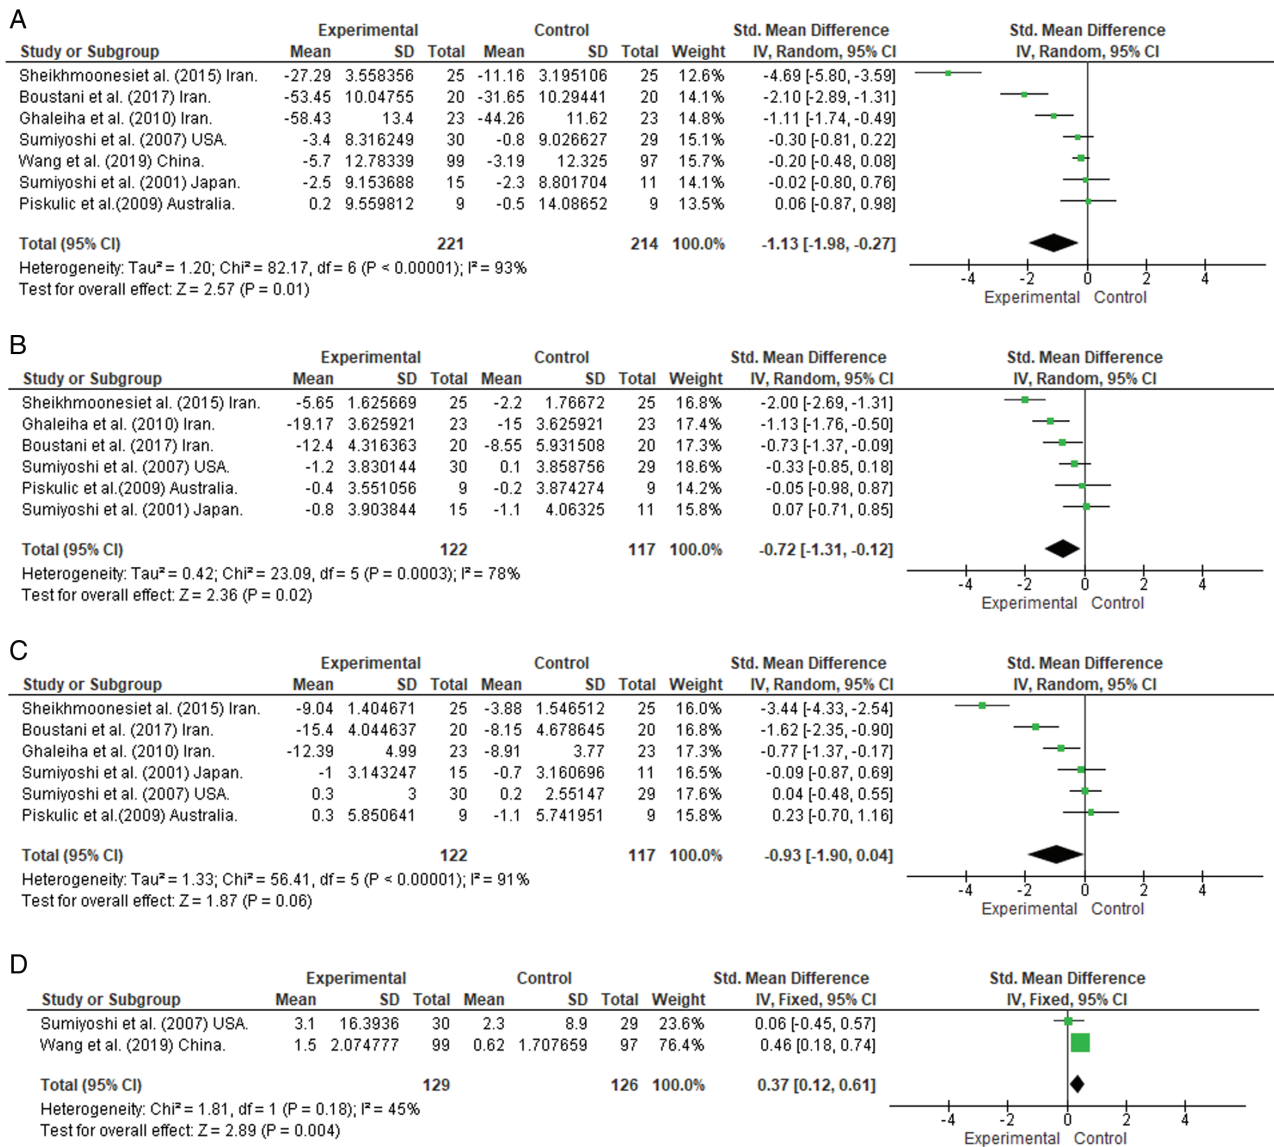 A
Experimental Control Std. Mean Difference Std. Mean Difference
Study or Subgroup Mean SD Total Mean SD Total Weight IV, Random, 95% CI IV, Random, 95% CI
Sheikhmoonesiet al. (2015) Iran. -27.29 3.558356 25 -11.16 3.195106 25 12.6% -4.69 [-5.80, -3.59]
Boustani et al. (2017) Iran. -53.45 10.04755 20 -31.65 10.29441 20 14.1% -2.10 [-2.89, -1.31]
Ghaleiha et al. (2010) Iran. -58.43 13.4 23 -44.26 11.62 23 14.8% -1.11 [-1.74, -0.49]
Sumiyoshi et al. (2007) USA. -3.4 8.316249 30 -0.8 9.026627 29 15.1% -0.30 [-0.81, 0.22]
Wang et al. (2019) China. -5.7 12.78339 99 -3.19 12.325 97 15.7% -0.20 [-0.48, 0.08]
Sumiyoshi et al. (2001) Japan. -2.5 9.153688 15 -2.3 8.801704 11 14.1% -0.02 [-0.80, 0.76]
Piskulic et al.(2009) Australia. 0.2 9.559812 9 -0.5 14.08652 9 13.5% 0.06 [-0.87, 0.98]
Total (95% CI) 221 214 100.0% -1.13 [-1.98, -0.27]
Heterogeneity: Tau² = 1.20; Chi² = 82.17, df = 6 (P < 0.00001); I² = 93%
Test for overall effect: Z = 2.57 (P = 0.01)
-4 -2 0 2 4
Experimental Control
B
Experimental Control Std. Mean Difference Std. Mean Difference
Study or Subgroup Mean SD Total Mean SD Total Weight IV, Random, 95% CI IV, Random, 95% CI
Sheikhmoonesiet al. (2015) Iran. -5.65 1.625669 25 -2.2 1.76672 25 16.8% -2.00 [-2.69, -1.31]
Ghaleiha et al. (2010) Iran. -19.17 3.625921 23 -15 3.625921 23 17.4% -1.13 [-1.76, -0.50]
Boustani et al. (2017) Iran. -12.4 4.316363 20 -8.55 5.931508 20 17.3% -0.73 [-1.37, -0.09]
Sumiyoshi et al. (2007) USA. -1.2 3.830144 30 0.1 3.858756 29 18.6% -0.33 [-0.85, 0.18]
Piskulic et al.(2009) Australia. -0.4 3.551056 9 -0.2 3.874274 9 14.2% -0.05 [-0.98, 0.87]
Sumiyoshi et al. (2001) Japan. -0.8 3.903844 15 -1.1 4.06325 11 15.8% 0.07 [-0.71, 0.85]
Total (95% CI) 122 117 100.0% -0.72 [-1.31, -0.12]
Heterogeneity: Tau² = 0.42; Chi² = 23.09, df = 5 (P = 0.0003); I² = 78%
Test for overall effect: Z = 2.36 (P = 0.02)
-4 -2 0 2 4
Experimental Control
C
Experimental Control Std. Mean Difference Std. Mean Difference
Study or Subgroup Mean SD Total Mean SD Total Weight IV, Random, 95% CI IV, Random, 95% CI
Sheikhmoonesiet al. (2015) Iran. -9.04 1.404671 25 -3.88 1.546512 25 16.0% -3.44 [-4.33, -2.54]
Boustani et al. (2017) Iran. -15.4 4.044637 20 -8.15 4.678645 20 16.8% -1.62 [-2.35, -0.90]
Ghaleiha et al. (2010) Iran. -12.39 4.99 23 -8.91 3.77 23 17.3% -0.77 [-1.37, -0.17]
Sumiyoshi et al. (2001) Japan. -1 3.143247 15 -0.7 3.160696 11 16.5% -0.09 [-0.87, 0.69]
Sumiyoshi et al. (2007) USA. 0.3 3 30 0.2 2.55147 29 17.6% 0.04 [-0.48, 0.55]
Piskulic et al.(2009) Australia. 0.3 5.850641 9 -1.1 5.741951 9 15.8% 0.23 [-0.70, 1.16]
Total (95% CI) 122 117 100.0% -0.93 [-1.90, 0.04]
Heterogeneity: Tau² = 1.33; Chi² = 56.41, df = 5 (P < 0.00001); I² = 91%
Test for overall effect: Z = 1.87 (P = 0.06)
-4 -2 0 2 4
Experimental Control
D
Experimental Control Std. Mean Difference Std. Mean Difference
Study or Subgroup Mean SD Total Mean SD Total Weight IV, Fixed, 95% CI IV, Fixed, 95% CI
Sumiyoshi et al. (2007) USA. 3.1 16.3936 30 2.3 8.9 29 23.6% 0.06 [-0.45, 0.57]
Wang et al. (2019) China. 1.5 2.074777 99 0.62 1.707659 97 76.4% 0.46 [0.18, 0.74]
Total (95% CI) 129 126 100.0% 0.37 [0.12, 0.61]
Heterogeneity: Chi² = 1.81, df = 1 (P = 0.18); I² = 45%
Test for overall effect: Z = 2.89 (P = 0.004)
-4 -2 0 2 4
Experimental Control